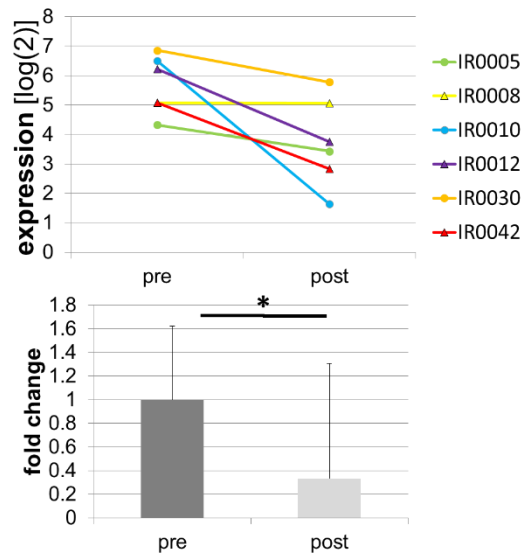 expression [log(2)]
8
7
6
5
4
3
2
1
0
pre post
IR0005
IR0008
IR0010
IR0012
IR0030
IR0042
fold change
1.8
1.6
1.4
1.2
1
0.8
0.6
0.4
0.2
0
*
pre post